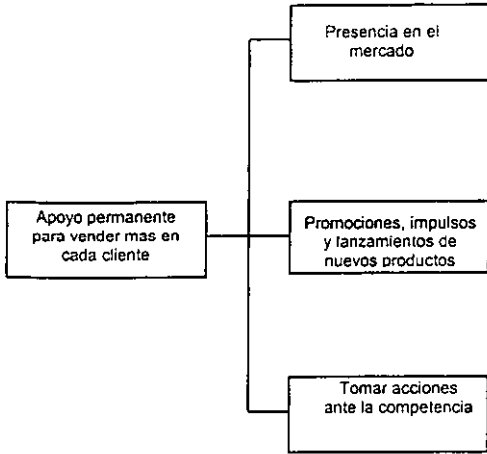 Presencia en el
mercado
Apoyo permanente
para vender mas en
cada cliente
Promociones, impulsos
y lanzamientos de
nuevos productos
Tomar acciones
ante la competencia